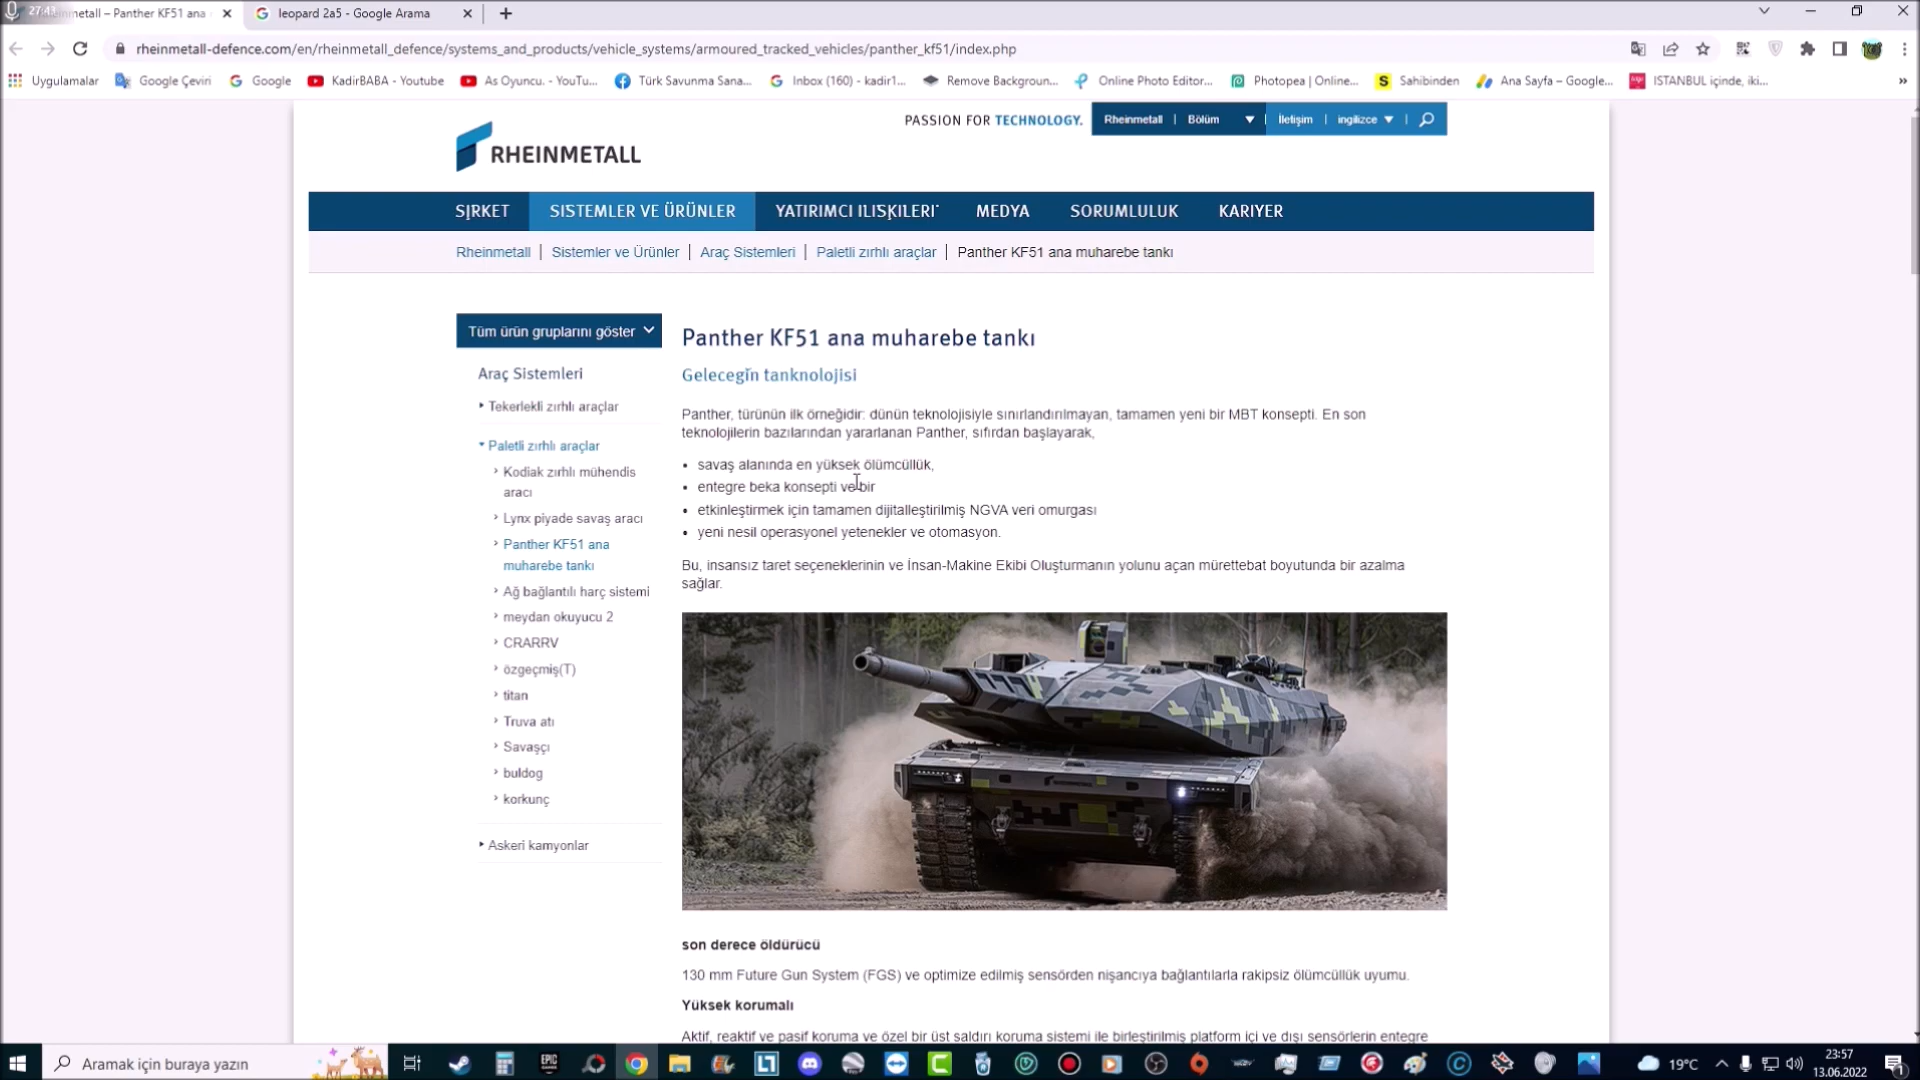 27:43
inmetall – Panther KF51 ana
leopard 2a5 - Google Arama
rheinmetall-defence.com/en/rheinmetall_defence/systems_and_products/vehicle_systems/armoured_tracked_vehicles/panther_kf51/index.php
Uygulamalar
Google Çeviri
Google
KadirBABA - Youtube
As Oyuncu. - YouTu...
Türk Savunma Sana...
Inbox (160) - kadir1...
Remove Backgroun...
Online Photo Editor...
Photopea | Online...
Sahibinden
Ana Sayfa – Google...
ISTANBUL içinde, iki...
PASSION FOR TECHNOLOGY.
Rheinmetall | Bölüm | İletişim | ingilizce |
RHEINMETALL
ŞIRKET
SISTEMLER VE ÜRÜNLER
YATIRIMCI ILIŞKILERI
MEDYA
SORUMLULUK
KARIYER
Rheinmetall | Sistemler ve Ürünler | Araç Sistemleri | Paletli zırhlı araçlar | Panther KF51 ana muharebe tankı
Tüm ürün gruplarını göster
Araç Sistemleri
Tekerlekli zırhlı araçlar
Paletli zırhlı araçlar
Kodiak zırhlı mühendis
aracı
Lynx piyade savaş aracı
Panther KF51 ana
muharebe tankı
Ağ bağlantılı harç sistemi
meydan okuyucu 2
CRARRV
özgeçmiş(T)
titan
Truva atı
Savaşçı
buldog
korkunç
Askeri kamyonlar
Panther KF51 ana muharebe tankı
Geleceğin tanknolojisi
Panther, türünün ilk örneğidir: dünün teknolojisiyle sınırlandırılmayan, tamamen yeni bir MBT konsepti. En son
teknolojilerin bazılarından yararlanan Panther, sıfırdan başlayarak,
• savaş alanında en yüksek ölümcüllük,
• entegre beka konsepti ve bir
• etkinleştirmek için tamamen dijitalleştirilmiş NGVA veri omurgası
• yeni nesil operasyonel yetenekler ve otomasyon.
Bu, insansız taret seçeneklerinin ve İnsan-Makine Ekibi Oluşturmanın yolunu açan mürettebat boyutunda bir azalma
sağlar.
son derece öldürücü
130 mm Future Gun System (FGS) ve optimize edilmiş sensörden nişancıya bağlantılarla rakipsiz ölümcüllük uyumu.
Yüksek korumalı
Aktif, reaktif ve pasif koruma ve özel bir üst saldırı koruma sistemi ile birleştirilmiş platform içi ve dışı sensörlerin entegre
Aramak için buraya yazın
EPIC
19°C
23:57
13.06.2022